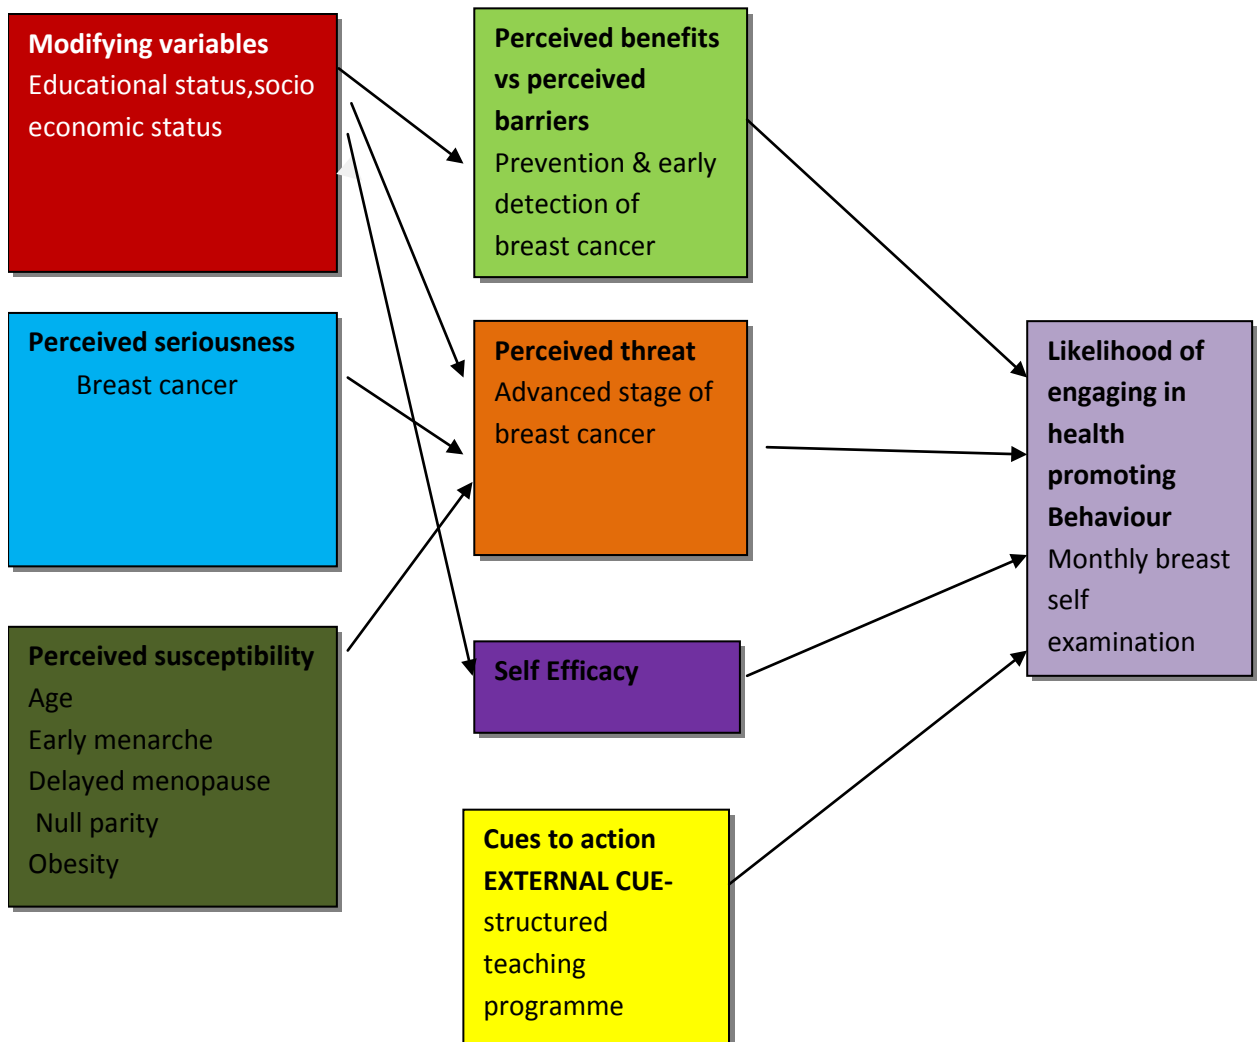 Modifying variables
Educational status,socio
economic status
Perceived benefits
vs perceived
barriers
Prevention & early
detection of
breast cancer
Perceived seriousness
Breast cancer
Perceived threat
Advanced stage of
breast cancer
Likelihood of
engaging in
health
promoting
Behaviour
Monthly breast
self
examination
Perceived susceptibility
Age
Early menarche
Delayed menopause
Null parity
Obesity
Self Efficacy
Cues to action
EXTERNAL CUE-
structured
teaching
programme